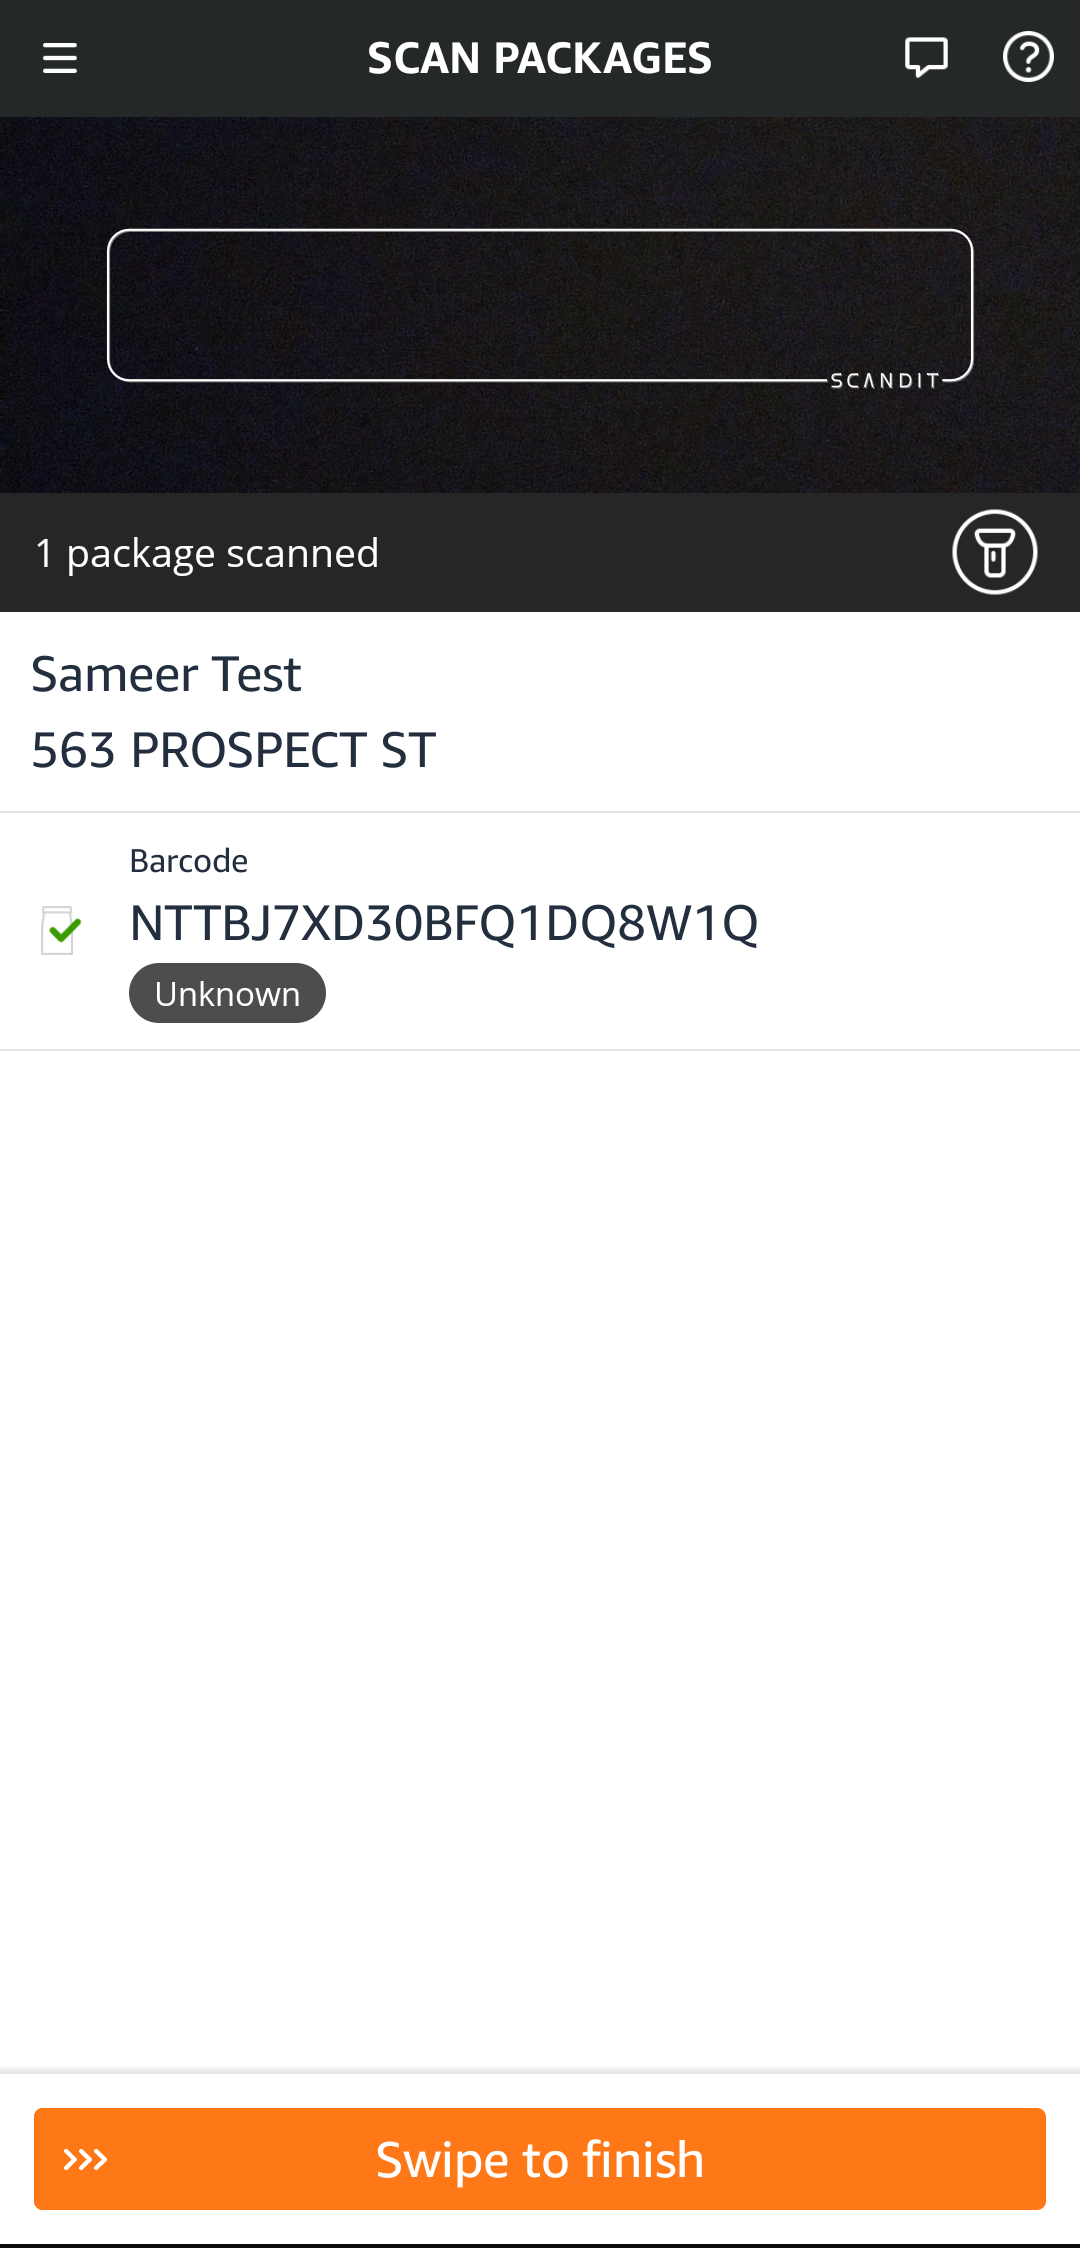 SCAN PACKAGES
SCANDIT
1 package scanned
Sameer Test
563 PROSPECT ST
Barcode
NTTBJ7XD30BFQ1DQ8W1Q
Unknown
Swipe to finish